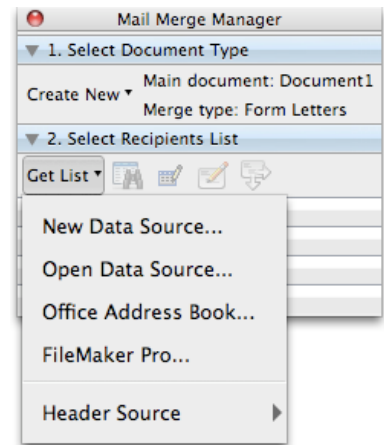 Mail Merge Manager
1. Select Document Type
Create New
Main document: Document1
Merge type: Form Letters
2. Select Recipients List
Get List
New Data Source...
Open Data Source...
Office Address Book...
FileMaker Pro...
Header Source